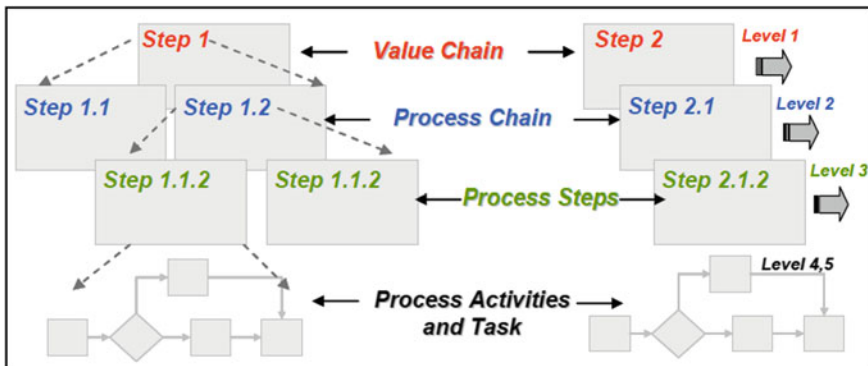 Step 1
Value Chain
Step 2
Level 1
Step 1.1
Step 1.2
Process Chain
Step 2.1
Level 2
Step 1.1.2
Step 1.1.2
Process Steps
Step 2.1.2
Level 3
Level 4,5
Process Activities
and Task